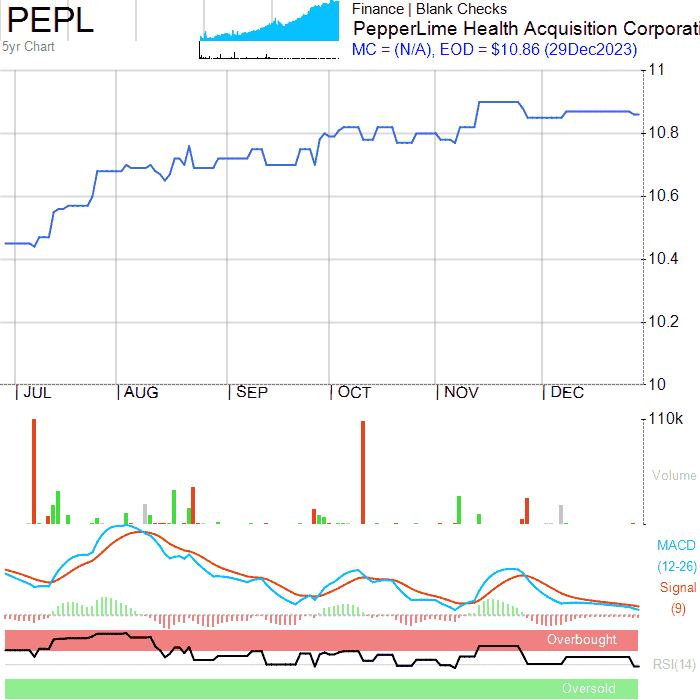 PEPL
5yr Chart
Finance | Blank Checks
PepperLime Health Acquisition Corporati
MC = (N/A), EOD = $10.86 (29Dec2023)
11
10.8
10.6
10.4
10.2
10
JUL AUG SEP OCT NOV DEC
110k
Volume
MACD
(12-26)
Signal
(9)
Overbought
RSI(14)
Oversold